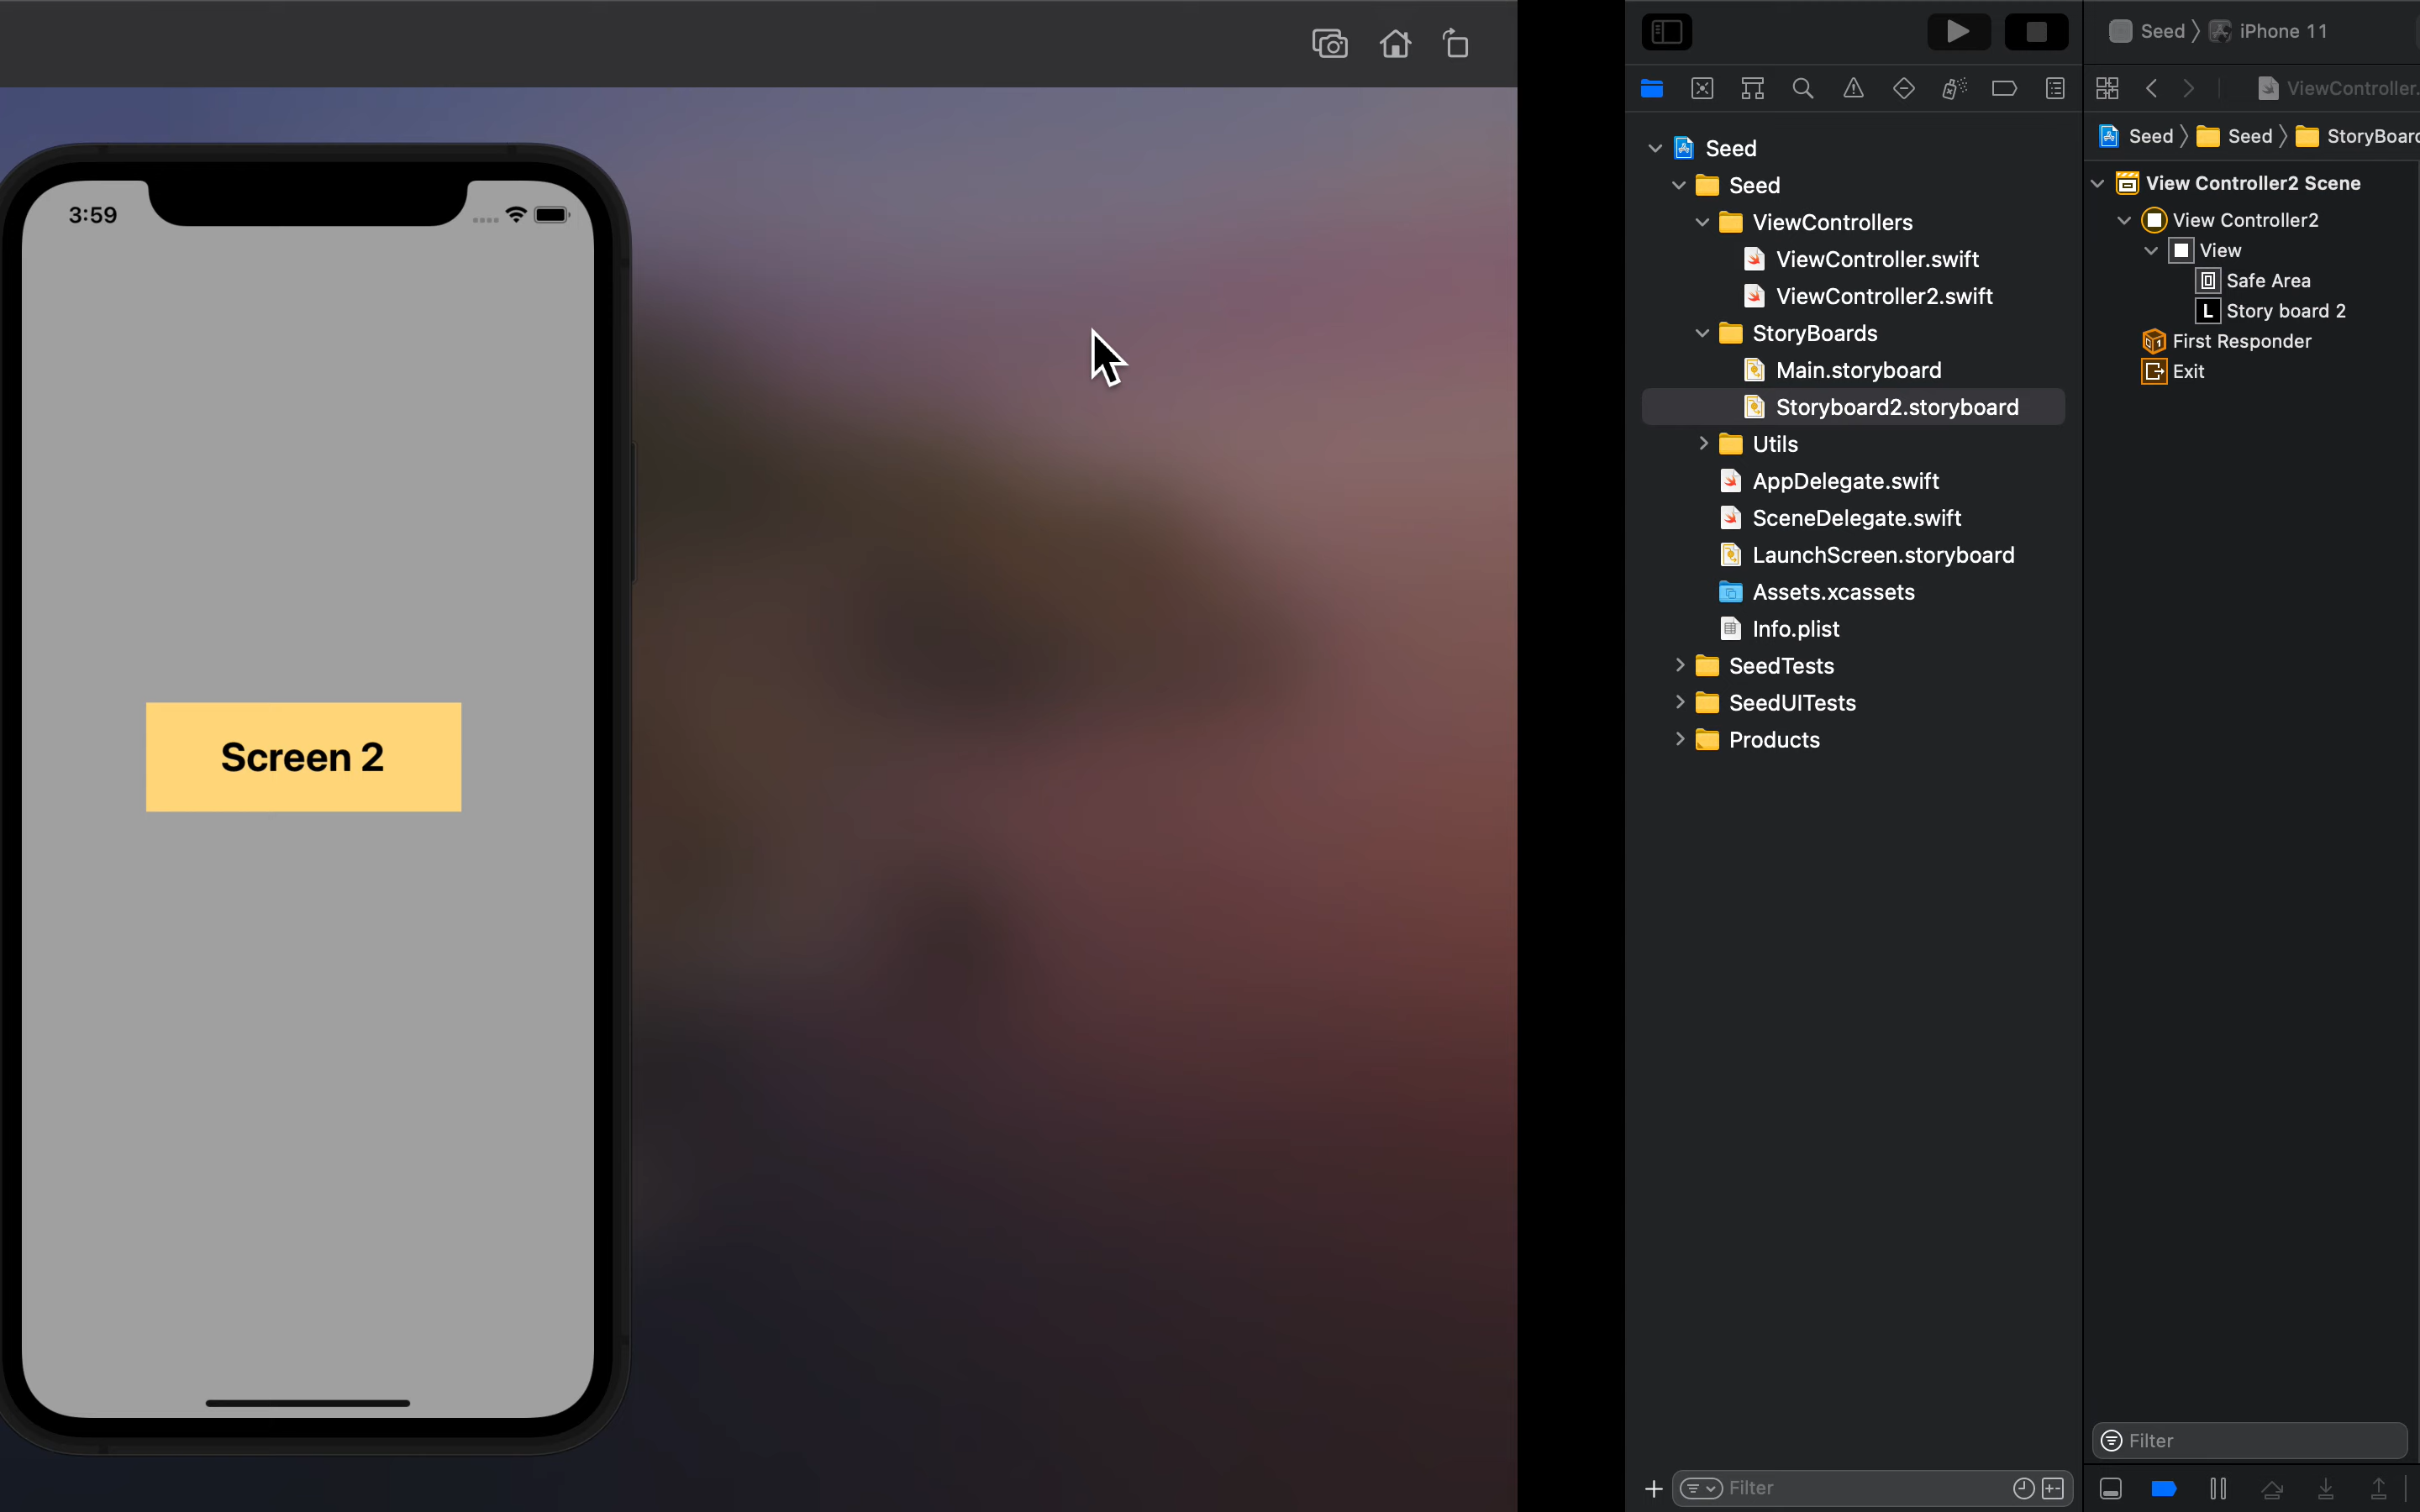 3:59
Screen 2
Seed
Seed
ViewControllers
ViewController.swift
ViewController2.swift
StoryBoards
Main.storyboard
Storyboard2.storyboard
Utils
AppDelegate.swift
SceneDelegate.swift
LaunchScreen.storyboard
Assets.xcassets
Info.plist
SeedTests
SeedUITests
Products
Filter
Seed 〉 iPhone 11
ViewController.
Seed 〉 Seed 〉 StoryBoar
View Controller2 Scene
View Controller2
View
Safe Area
L Story board 2
First Responder
Exit
Filter